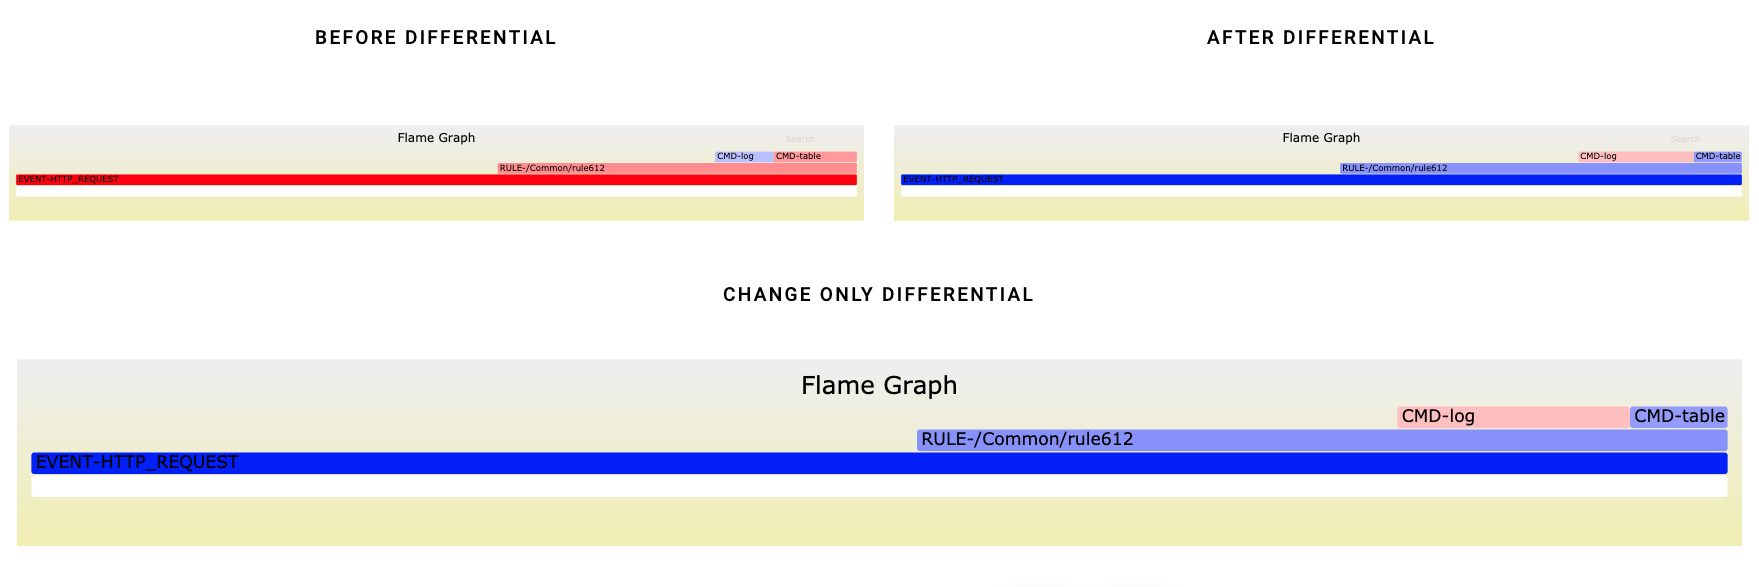 BEFORE DIFFERENTIAL
AFTER DIFFERENTIAL
Flame Graph
Search
CMD-log
CMD-table
RULE-/Common/rule612
EVENT-HTTP_REQUEST
Flame Graph
Search
CMD-log
CMD-table
RULE-/Common/rule612
EVENT-HTTP_REQUEST
CHANGE ONLY DIFFERENTIAL
Flame Graph
CMD-log
CMD-table
RULE-/Common/rule612
EVENT-HTTP_REQUEST